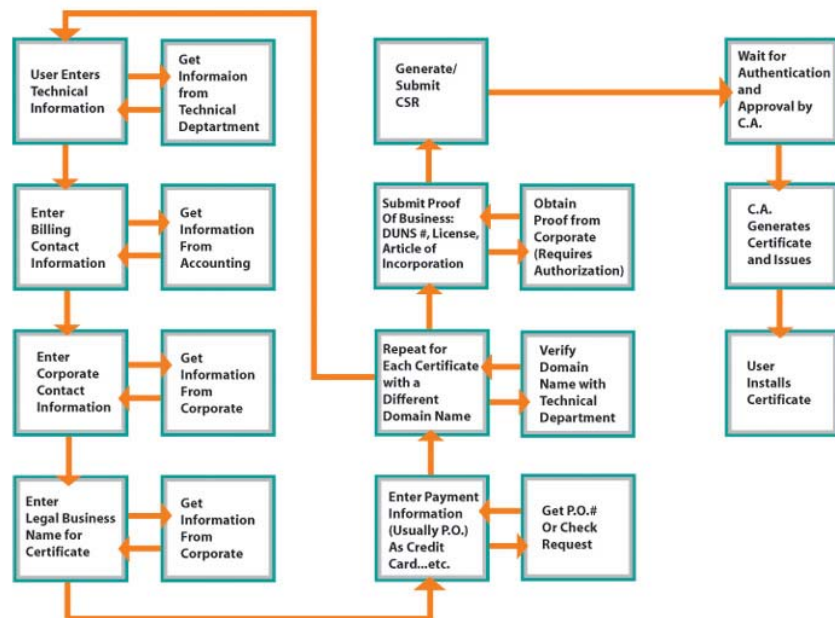 User Enters
Technical
Information
Get
Informaion
from
Technical
Deptartment
Enter
Billing
Contact
Information
Get
Information
From
Accounting
Enter
Corporate
Contact
Information
Get
Information
From
Corporate
Enter
Legal Business
Name for
Certificate
Get
Information
From
Corporate
Generate/
Submit
CSR
Submit Proof
Of Business:
DUNS #, License,
Article of
Incorporation
Obtain
Proof from
Corporate
(Requires
Authorization)
Repeat for
Each Certificate
with a
Different
Domain Name
Verify
Domain
Name with
Technical
Department
Enter Payment
Information
(Usually P.O.)
As Credit
Card...etc.
Get P.O.#
Or Check
Request
Wait for
Authentication
and
Approval by
C.A.
C.A.
Generates
Certificate
and Issues
User
Installs
Certificate